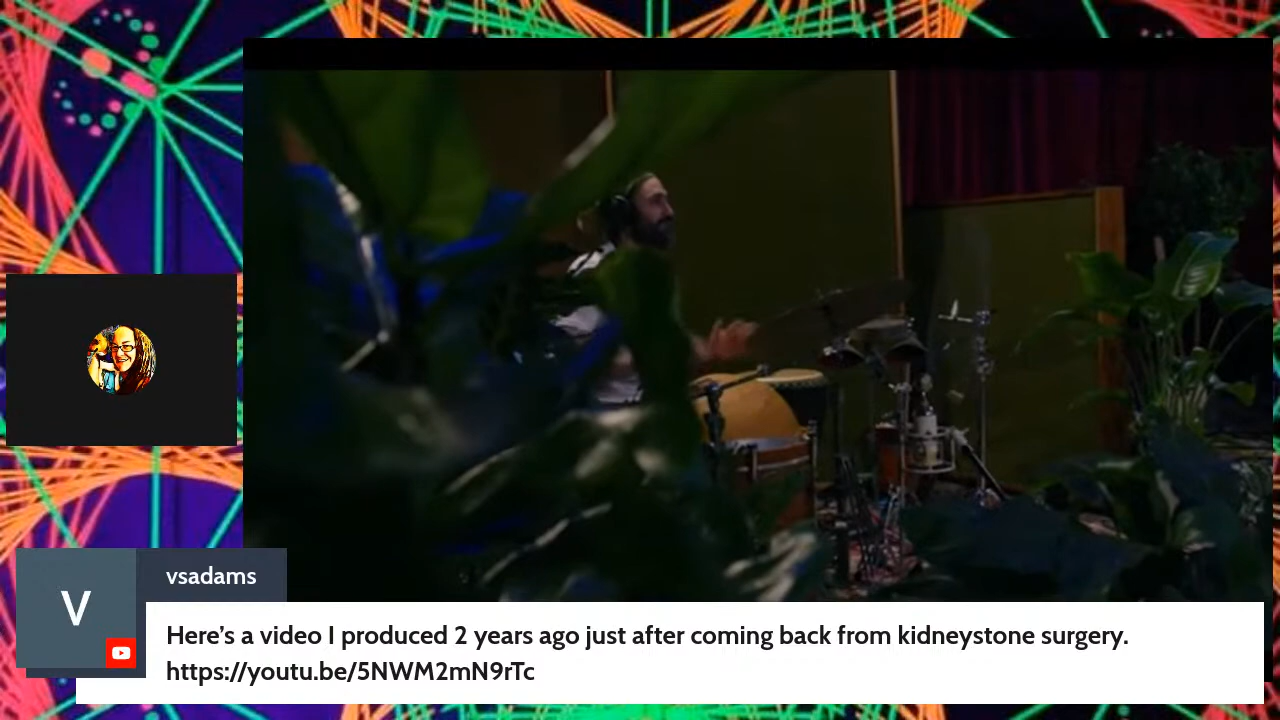 V
vsadams
Here's a video I produced 2 years ago just after coming back from kidneystone surgery.
https://youtu.be/5NWM2mN9rTc